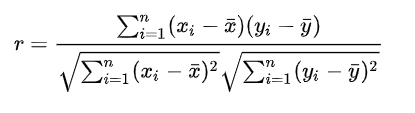 r = \frac{\sum_{i=1}^{n}(x_i - \bar{x})(y_i - \bar{y})}{\sqrt{\sum_{i=1}^{n}(x_i - \bar{x})^2}\sqrt{\sum_{i=1}^{n}(y_i - \bar{y})^2}}